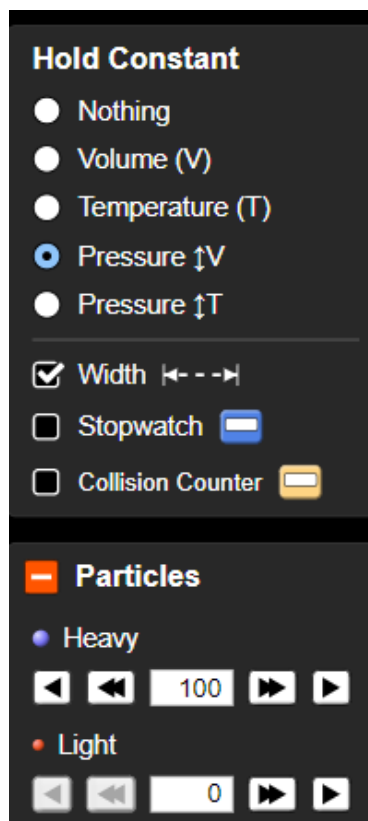 Hold Constant
Nothing
Volume (V)
Temperature (T)
Pressure ↕V
Pressure ↕T
Width
Stopwatch
Collision Counter
Particles
Heavy
100
Light
0